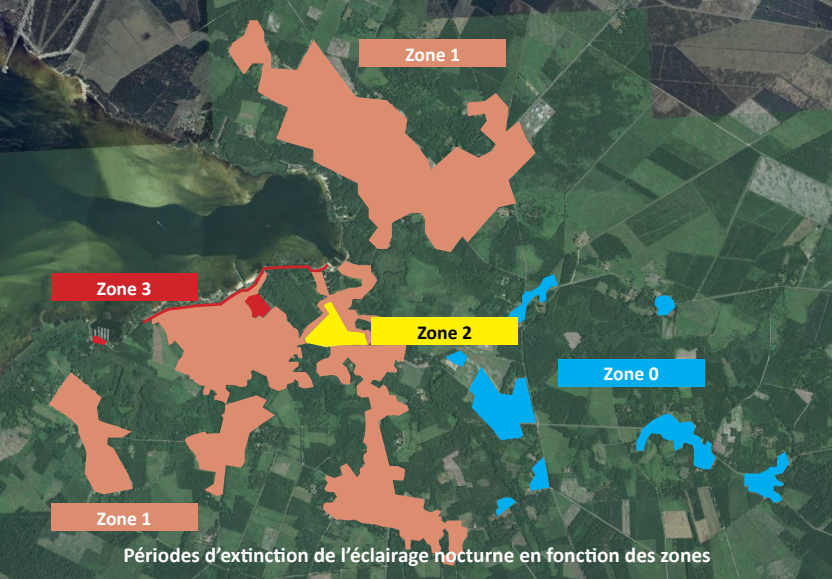 Zone 1
Zone 3
Zone 2
Zone 0
Zone 1
Périodes d’extinction de l’éclairage nocturne en fonction des zones